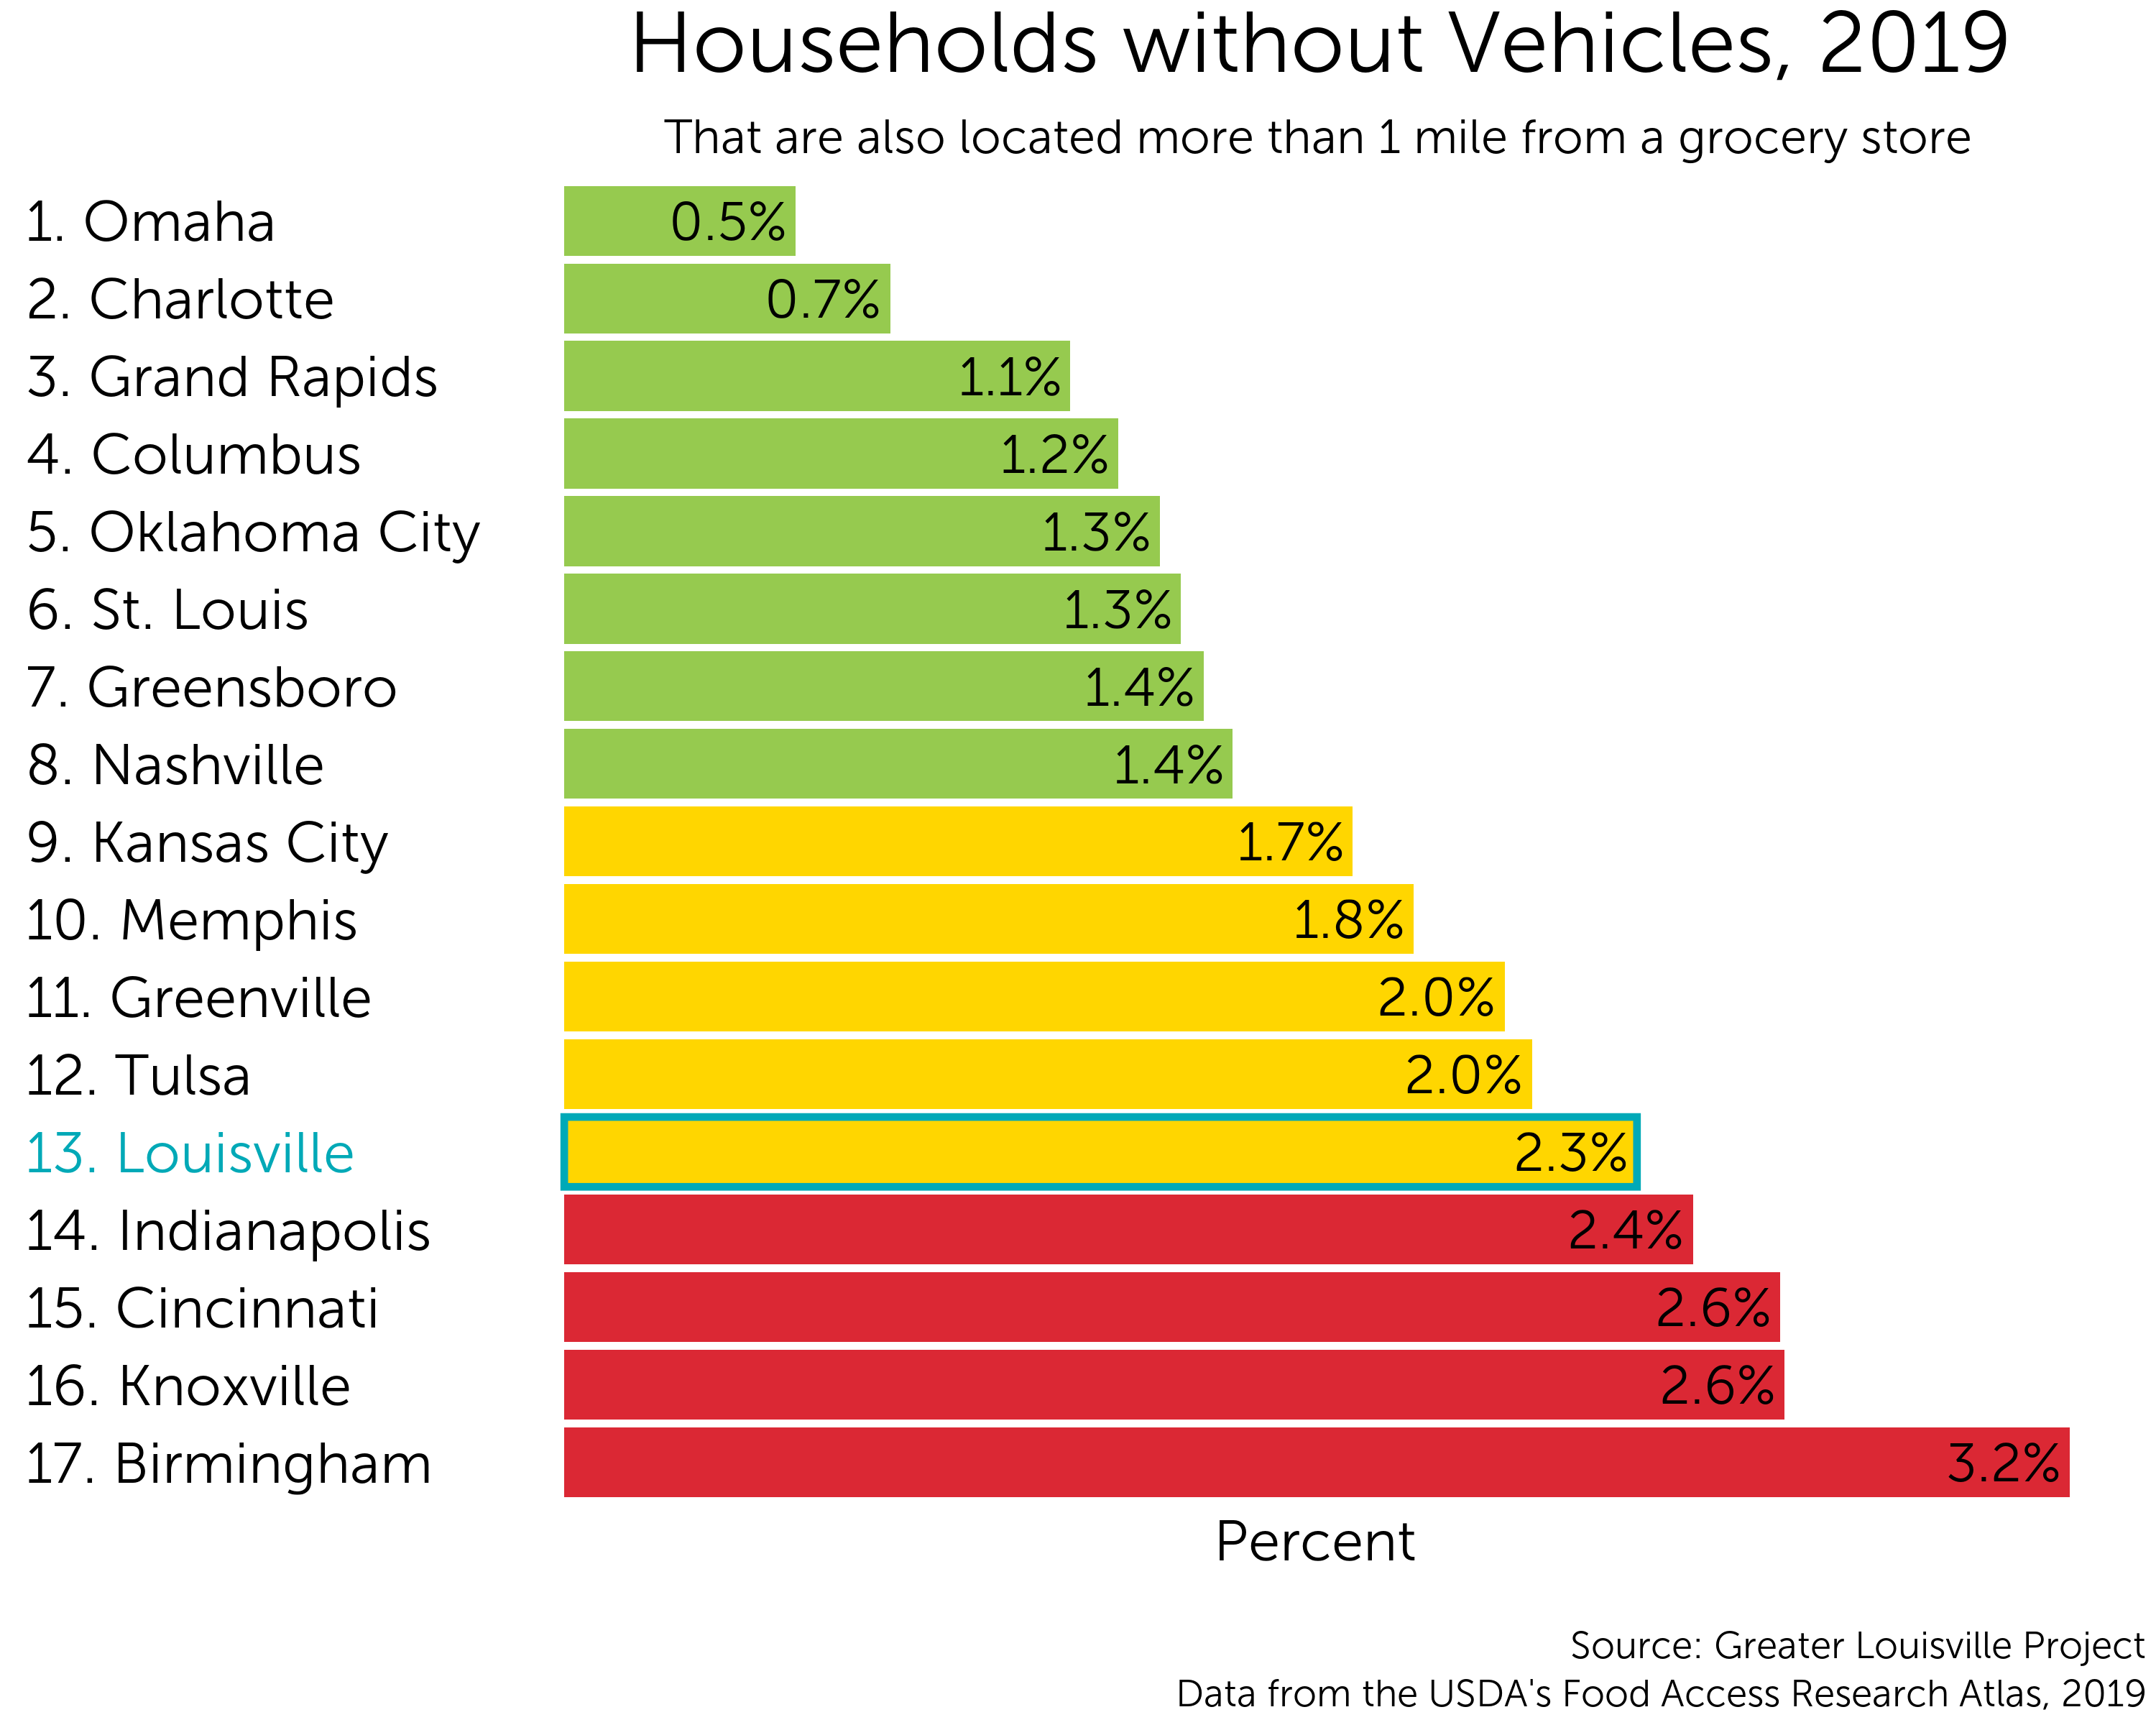 Households without Vehicles, 2019
That are also located more than 1 mile from a grocery store
1. Omaha 0.5%
2. Charlotte 0.7%
3. Grand Rapids 1.1%
4. Columbus 1.2%
5. Oklahoma City 1.3%
6. St. Louis 1.3%
7. Greensboro 1.4%
8. Nashville 1.4%
9. Kansas City 1.7%
10. Memphis 1.8%
11. Greenville 2.0%
12. Tulsa 2.0%
13. Louisville 2.3%
14. Indianapolis 2.4%
15. Cincinnati 2.6%
16. Knoxville 2.6%
17. Birmingham 3.2%
Percent
Source: Greater Louisville Project
Data from the USDA's Food Access Research Atlas, 2019